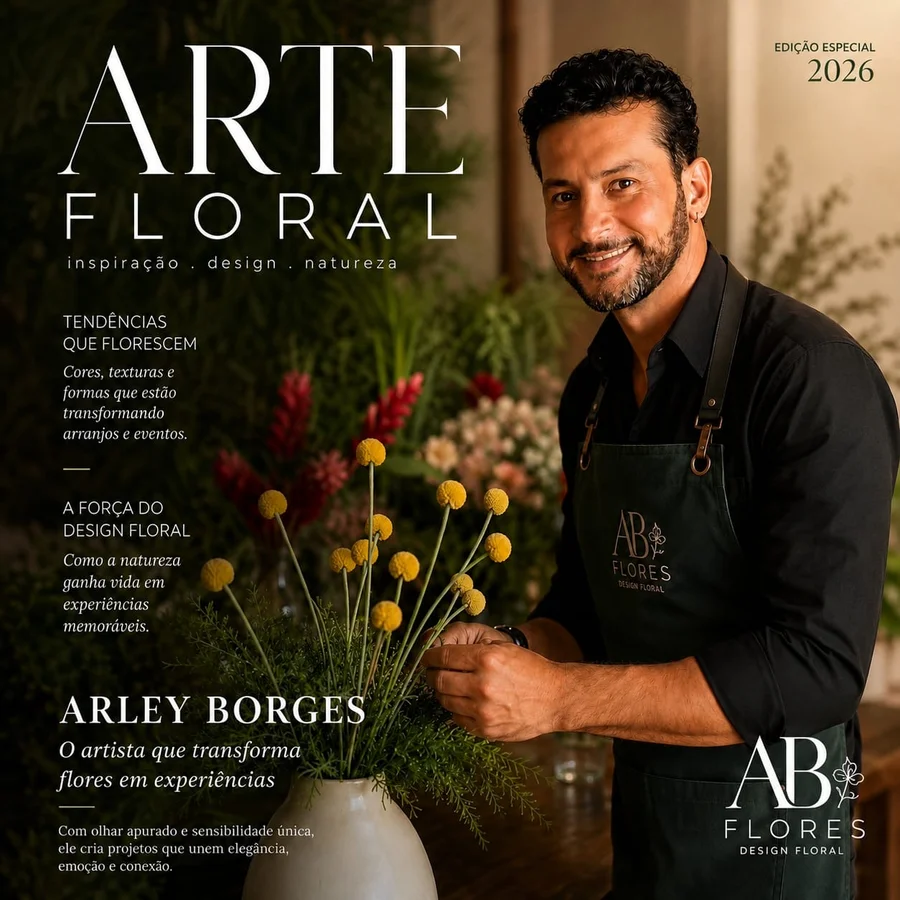 ARTE
FLORAL
inspiração . design . natureza
EDIÇÃO ESPECIAL
2026
TENDÊNCIAS
QUE FLORESCEM
Cores, texturas e
formas que estão
transformando
arranjos e eventos.
A FORÇA DO
DESIGN FLORAL
Como a natureza
ganha vida em
experiências
memoráveis.
AB
FLORES
DESIGN FLORAL
ARLEY BORGES
O artista que transforma
flores em experiências
Com olhar apurado e sensibilidade única,
ele cria projetos que unem elegância,
emoção e conexão.
AB
FLORES
DESIGN FLORAL